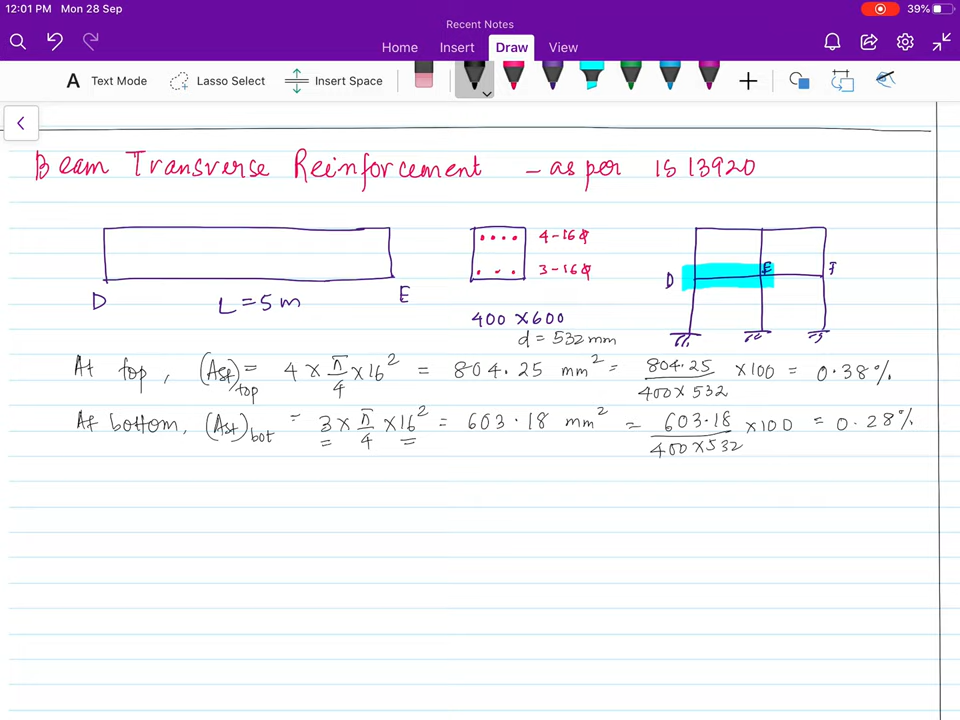 12:01 PM Mon 28 Sep 39%
Recent Notes
Home Insert Draw View
A Text Mode Lasso Select Insert Space
Beam Transverse Reinforcement - as per IS 13920
4-16Φ
3-16Φ
D E F
D L = 5 m E
400 × 600
d = 532 mm
At top, (Ast)top = 4 × π/4 × 16² = 804.25 mm² = 804.25/(400 × 532) × 100 = 0.38%
At bottom, (Ast)bot = 3 × π/4 × 16² = 603.18 mm² = 603.18/(400 × 532) × 100 = 0.28%